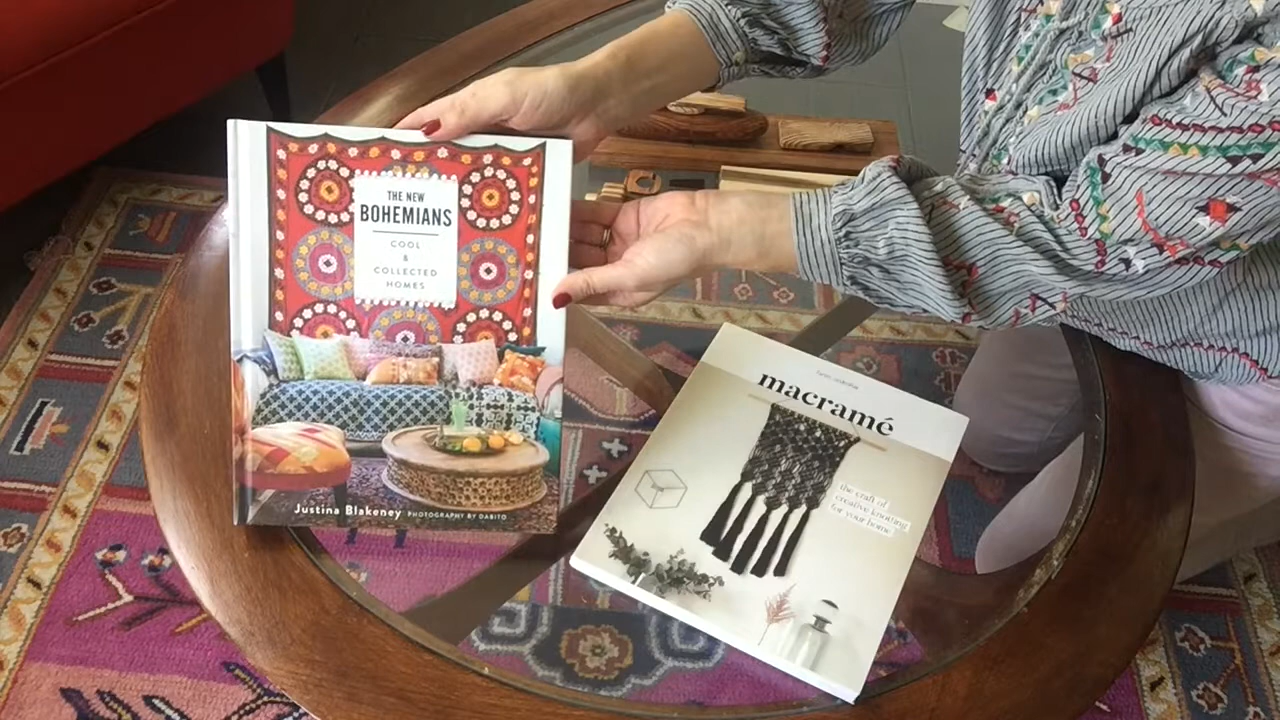 THE NEW
BOHEMIANS
COOL
&
COLLECTED
HOMES
Justina Blakeney PHOTOGRAPHY BY DABITO
macramé
the craft of
creative knotting
for your home